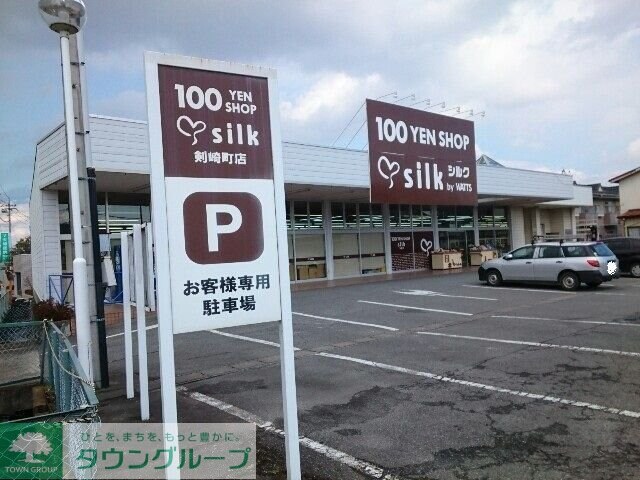 100 YEN
SHOP
silk
剣崎町店
P
お客様専用
駐車場
100 YEN SHOP
silk シルク
by WATTS
ひとを、まちを、もっと豊かに。
タウングループ
TOWN GROUP